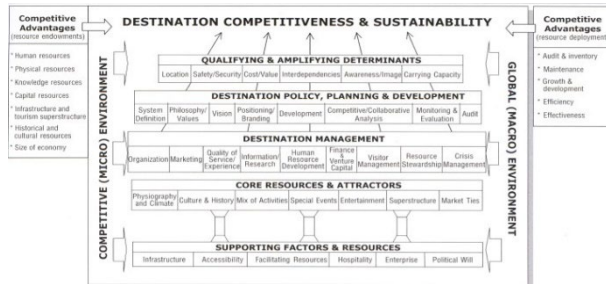 Competitive
Advantages
(resource endowments)
* Human resources
* Physical resources
* Knowledge resources
* Capital resources
* Infrastructure and
tourism superstructure
* Historical and
cultural resources
* Size of economy
DESTINATION COMPETITIVENESS & SUSTAINABILITY
COMPETITIVE (MICRO) ENVIRONMENT
QUALIFYING & AMPLIFYING DETERMINANTS
Location
Safety/Security
Cost/Value
Interdependencies
Awareness/Image
Carrying Capacity
DESTINATION POLICY, PLANNING & DEVELOPMENT
System
Definition
Philosophy/
Values
Vision
Positioning/
Branding
Development
Competitive/Collaborative
Analysis
Monitoring &
Evaluation
Audit
DESTINATION MANAGEMENT
Organization
Marketing
Quality of
Service/
Experience
Information/
Research
Human
Resource
Development
Finance
&
Venture
Capital
Visitor
Management
Resource
Stewardship
Crisis
Management
CORE RESOURCES & ATTRACTORS
Physiography
and Climate
Culture & History
Mix of Activities
Special Events
Entertainment
Superstructure
Market Ties
SUPPORTING FACTORS & RESOURCES
Infrastructure
Accessibility
Facilitating Resources
Hospitality
Enterprise
Political Will
GLOBAL (MACRO) ENVIRONMENT
Competitive
Advantages
(resource deployment)
* Audit & inventory
* Maintenance
* Growth &
development
* Efficiency
* Effectiveness